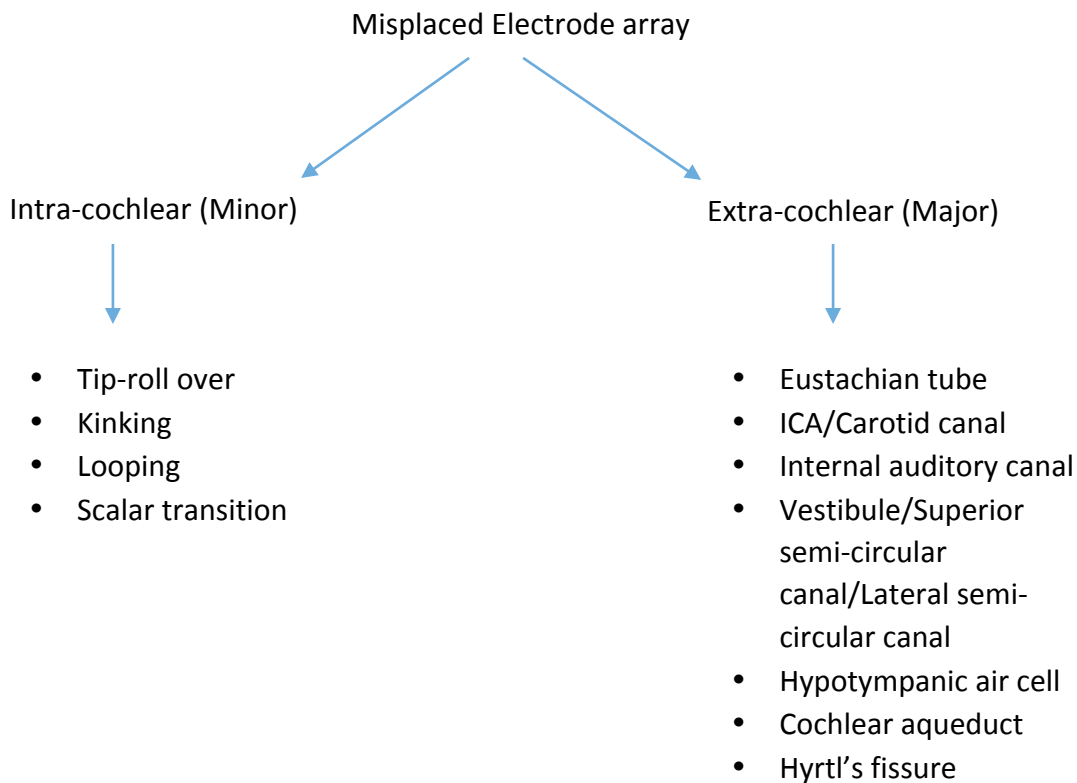 Misplaced Electrode array
Intra-cochlear (Minor)
• Tip-roll over
• Kinking
• Looping
• Scalar transition
Extra-cochlear (Major)
• Eustachian tube
• ICA/Carotid canal
• Internal auditory canal
• Vestibule/Superior
semi-circular
canal/Lateral semi-
circular canal
• Hypotympanic air cell
• Cochlear aqueduct
• Hyrtl’s fissure